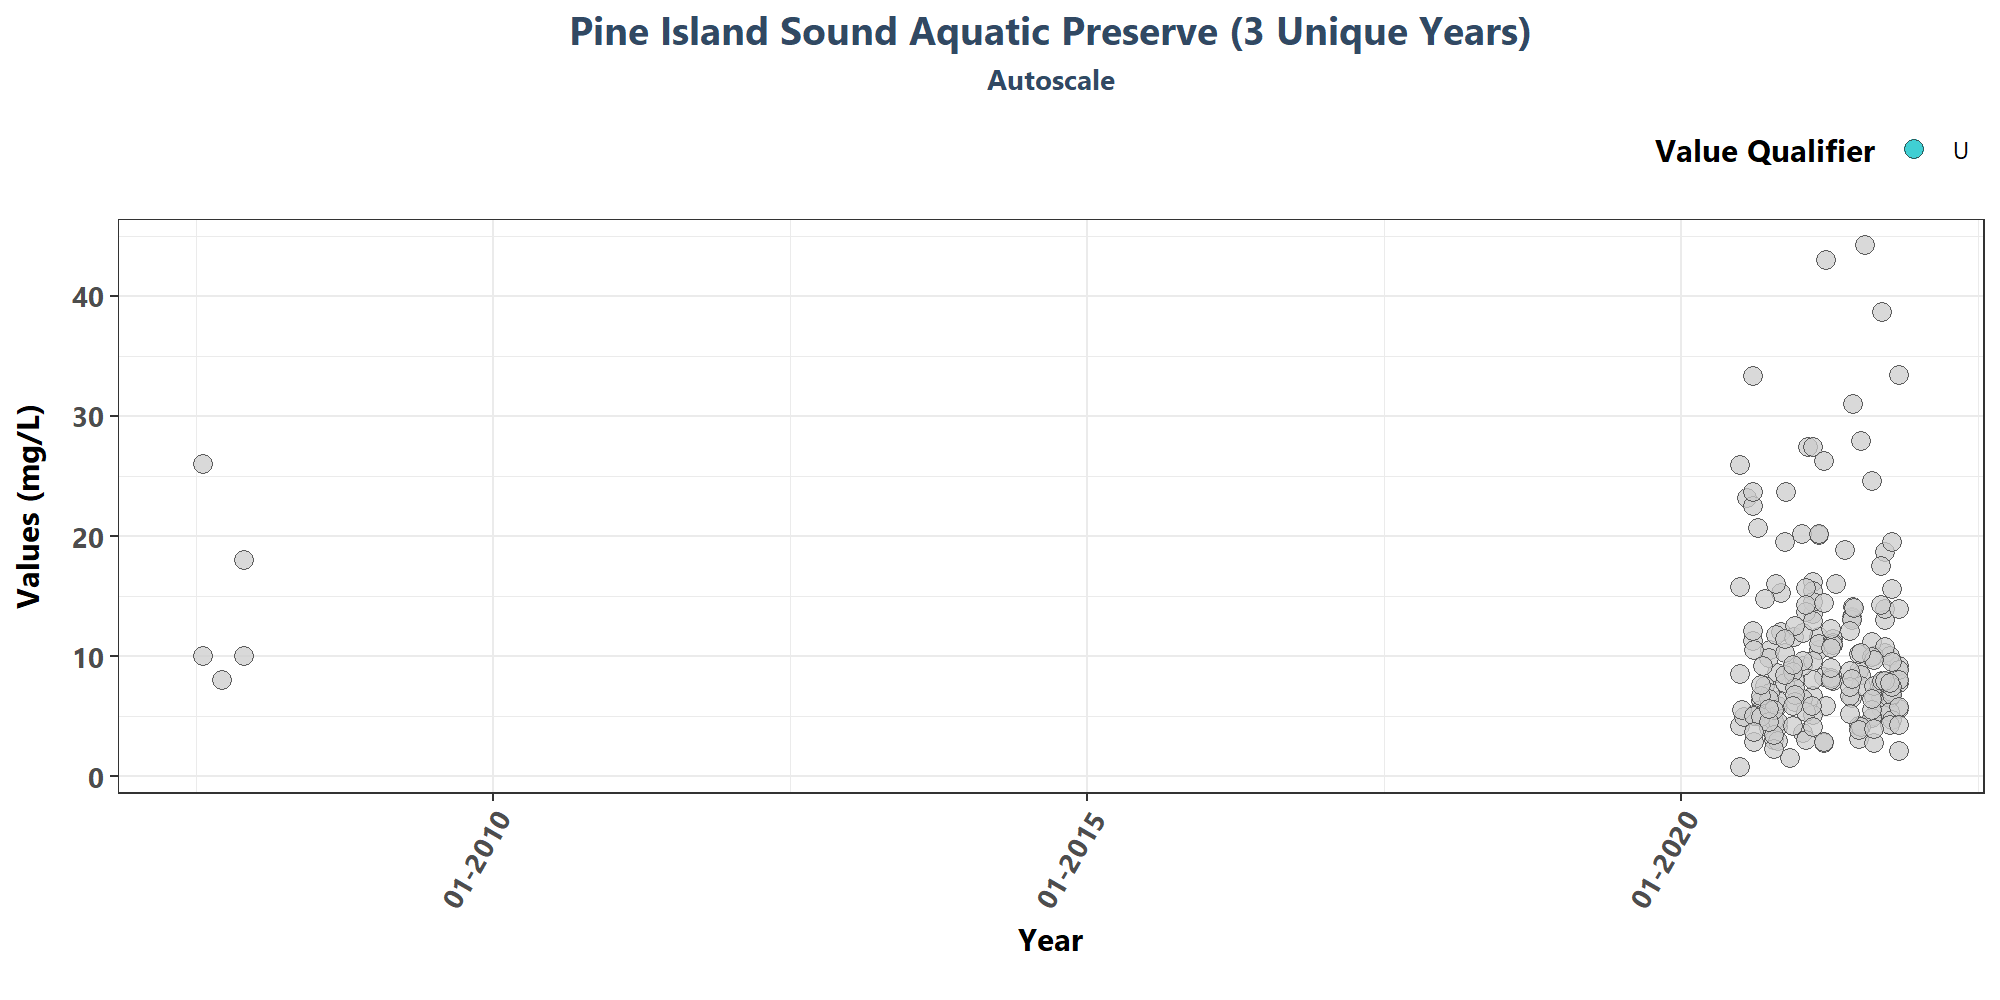 Pine Island Sound Aquatic Preserve (3 Unique Years)
Autoscale
Value Qualifier U
40
30
20
10
0
Values (mg/L)
01-2010 01-2015 01-2020
Year